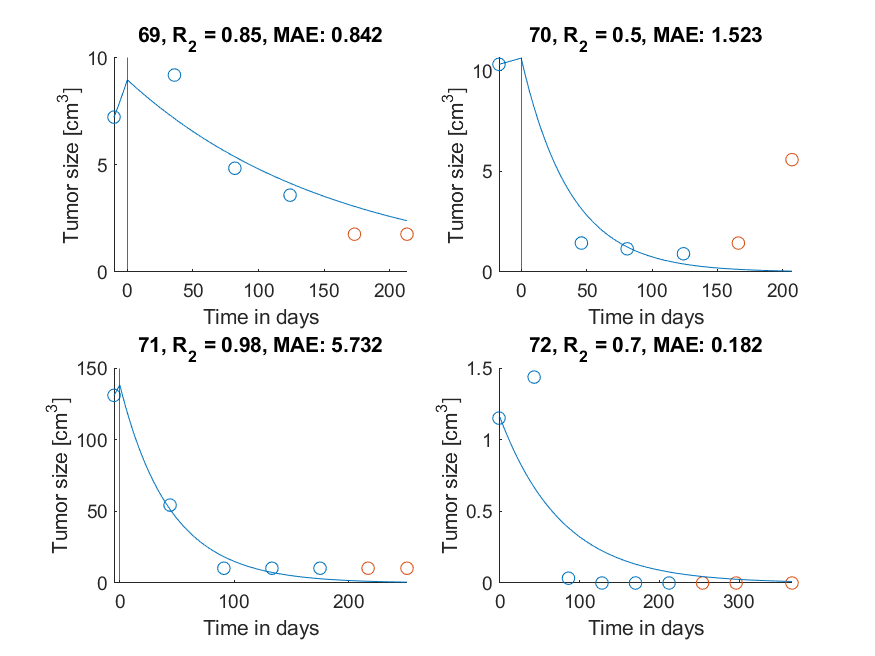 69, R2 = 0.85, MAE: 0.842
10
5
0
Tumor size [cm3]
0 50 100 150 200
Time in days
70, R2 = 0.5, MAE: 1.523
10
5
0
Tumor size [cm3]
0 50 100 150 200
Time in days
71, R2 = 0.98, MAE: 5.732
150
100
50
0
Tumor size [cm3]
0 100 200
Time in days
72, R2 = 0.7, MAE: 0.182
1.5
1
0.5
0
Tumor size [cm3]
0 100 200 300
Time in days